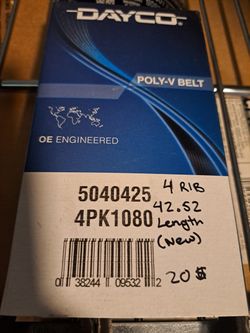 DAYCO
POLY-V BELT
OE ENGINEERED
5040425
4PK1080
4 RIB
42.52
Length
(New)
20$
0 38244 09532 2